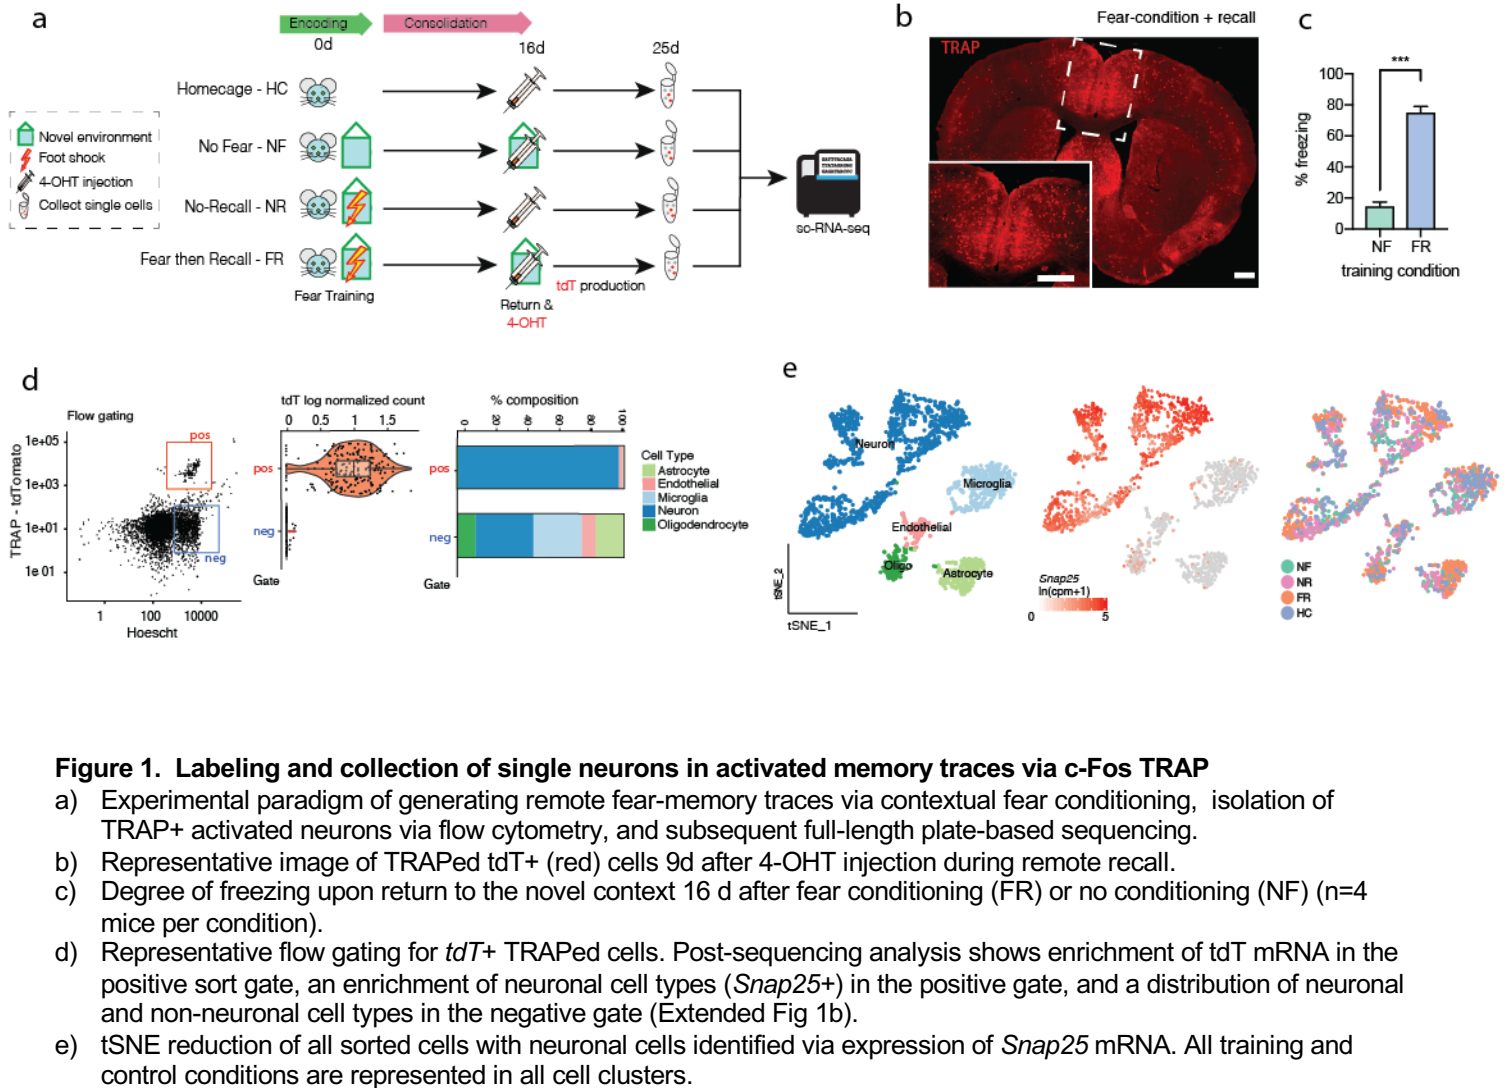 a
Encoding
Consolidation
0d
16d
25d
Homecage - HC
No Fear - NF
No-Recall - NR
Fear then Recall - FR
Novel environment
Foot shock
4-OHT injection
Collect single cells
Fear Training
Return &
4-OHT
tdT production
sc-RNA-seq
b
Fear-condition + recall
TRAP
c
***
% freezing
100
80
60
40
20
0
NF FR
training condition
d
Flow gating
TRAP - tdTomato
1e+05
1e+03
1e+01
1e 01
pos
neg
1 100 10000
Hoescht
tdT log normalized count
0 0.5 1 1.5
pos
neg
Gate
% composition
0 20 40 60 80 100
pos
neg
Gate
Cell Type
Astrocyte
Endothelial
Microglia
Neuron
Oligodendrocyte
e
Neuron
Microglia
Endothelial
Oligo
Astrocyte
tSNE_2
tSNE_1
Snap25
ln(cpm+1)
0 5
NF
NR
FR
HC
Figure 1. Labeling and collection of single neurons in activated memory traces via c-Fos TRAP
a) Experimental paradigm of generating remote fear-memory traces via contextual fear conditioning, isolation of
TRAP+ activated neurons via flow cytometry, and subsequent full-length plate-based sequencing.
b) Representative image of TRAPed tdT+ (red) cells 9d after 4-OHT injection during remote recall.
c) Degree of freezing upon return to the novel context 16 d after fear conditioning (FR) or no conditioning (NF) (n=4
mice per condition).
d) Representative flow gating for tdT+ TRAPed cells. Post-sequencing analysis shows enrichment of tdT mRNA in the
positive sort gate, an enrichment of neuronal cell types (Snap25+) in the positive gate, and a distribution of neuronal
and non-neuronal cell types in the negative gate (Extended Fig 1b).
e) tSNE reduction of all sorted cells with neuronal cells identified via expression of Snap25 mRNA. All training and
control conditions are represented in all cell clusters.